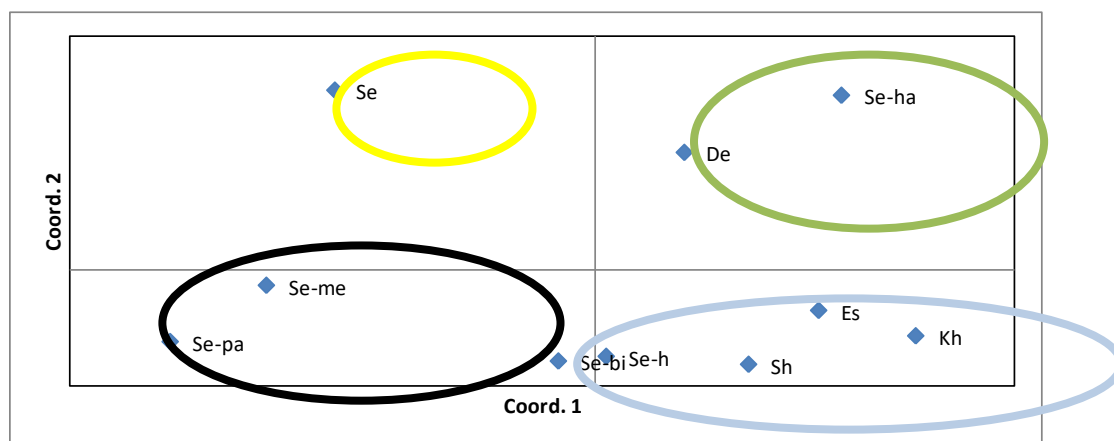 Se
Se-ha
De
Coord. 2
Se-me
Es
Se-pa
Kh
Se-bi
Se-h
Sh
Coord. 1